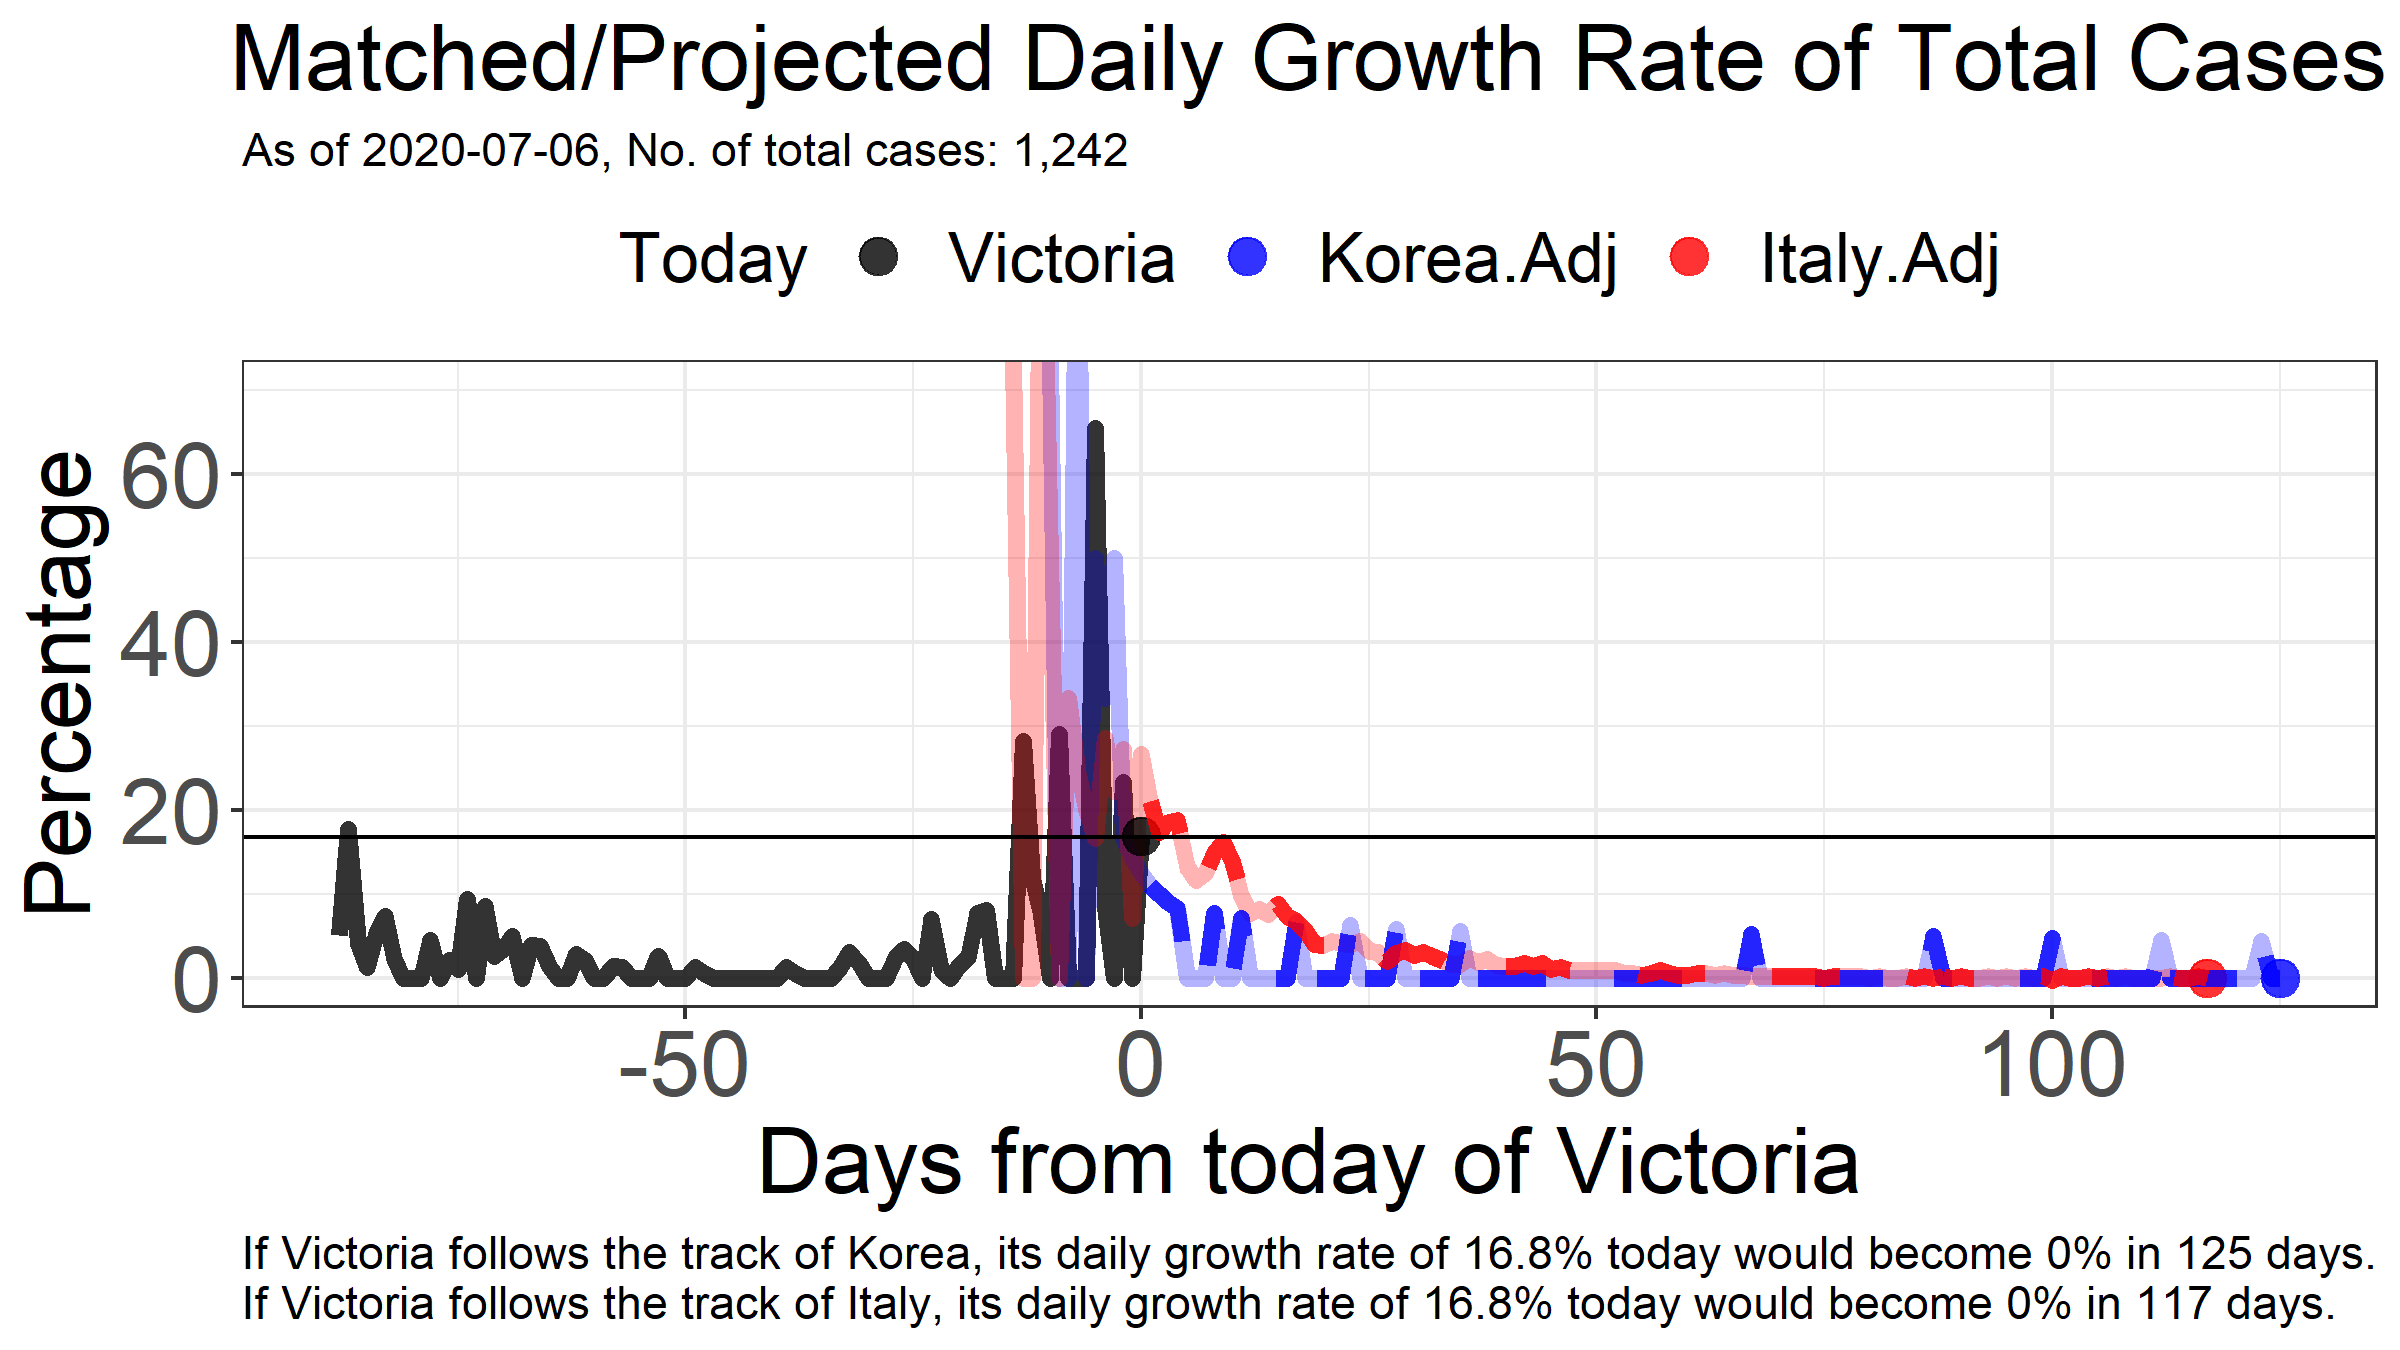 Matched/Projected Daily Growth Rate of Total Cases
As of 2020-07-06, No. of total cases: 1,242
Today Victoria Korea.Adj Italy.Adj
Percentage
60
40
20
0
-50 0 50 100
Days from today of Victoria
If Victoria follows the track of Korea, its daily growth rate of 16.8% today would become 0% in 125 days.
If Victoria follows the track of Italy, its daily growth rate of 16.8% today would become 0% in 117 days.